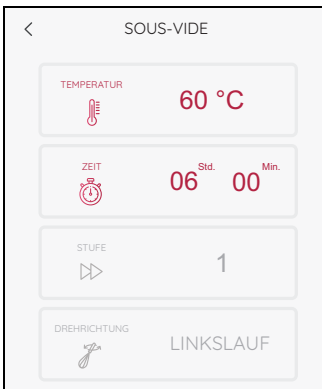 SOUS-VIDE
TEMPERATUR
60 °C
ZEIT
06 Std. 00 Min.
STUFE
1
DREHRICHTUNG
LINKSLAUF